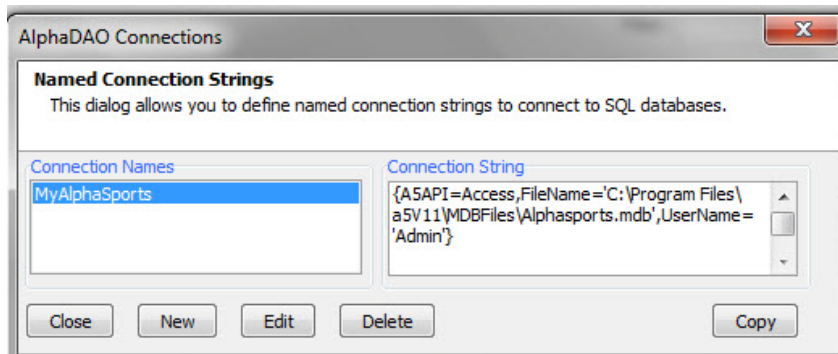 AlphaDAO Connections
Named Connection Strings
This dialog allows you to define named connection strings to connect to SQL databases.
Connection Names
Connection String
MyAlphaSports
{A5API=Access,FileName='C:\Program Files\
a5V11\MDBFiles\Alphasports.mdb',UserName=
'Admin'}
Close
New
Edit
Delete
Copy